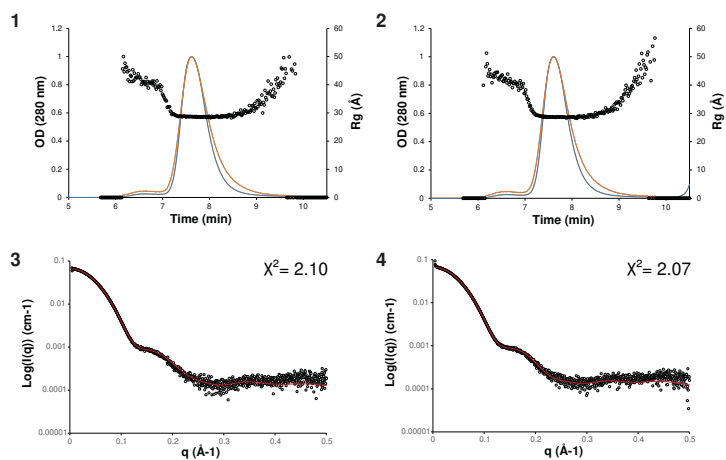 1
OD (280 nm)
1.2
1
0.8
0.6
0.4
0.2
0
60
50
40
30
20
10
0
Rg (Å)
5 6 7 8 9 10
Time (min)
2
OD (280 nm)
1.2
1
0.8
0.6
0.4
0.2
0
60
50
40
30
20
10
0
Rg (Å)
5 6 7 8 9 10
Time (min)
3
Log(I(q)) (cm-1)
0.1
0.01
0.001
0.0001
0.00001
χ²= 2.10
0 0.1 0.2 0.3 0.4 0.5
q (Å-1)
4
Log(I(q)) (cm-1)
0.1
0.01
0.001
0.0001
0.00001
χ²= 2.07
0 0.1 0.2 0.3 0.4 0.5
q (Å-1)